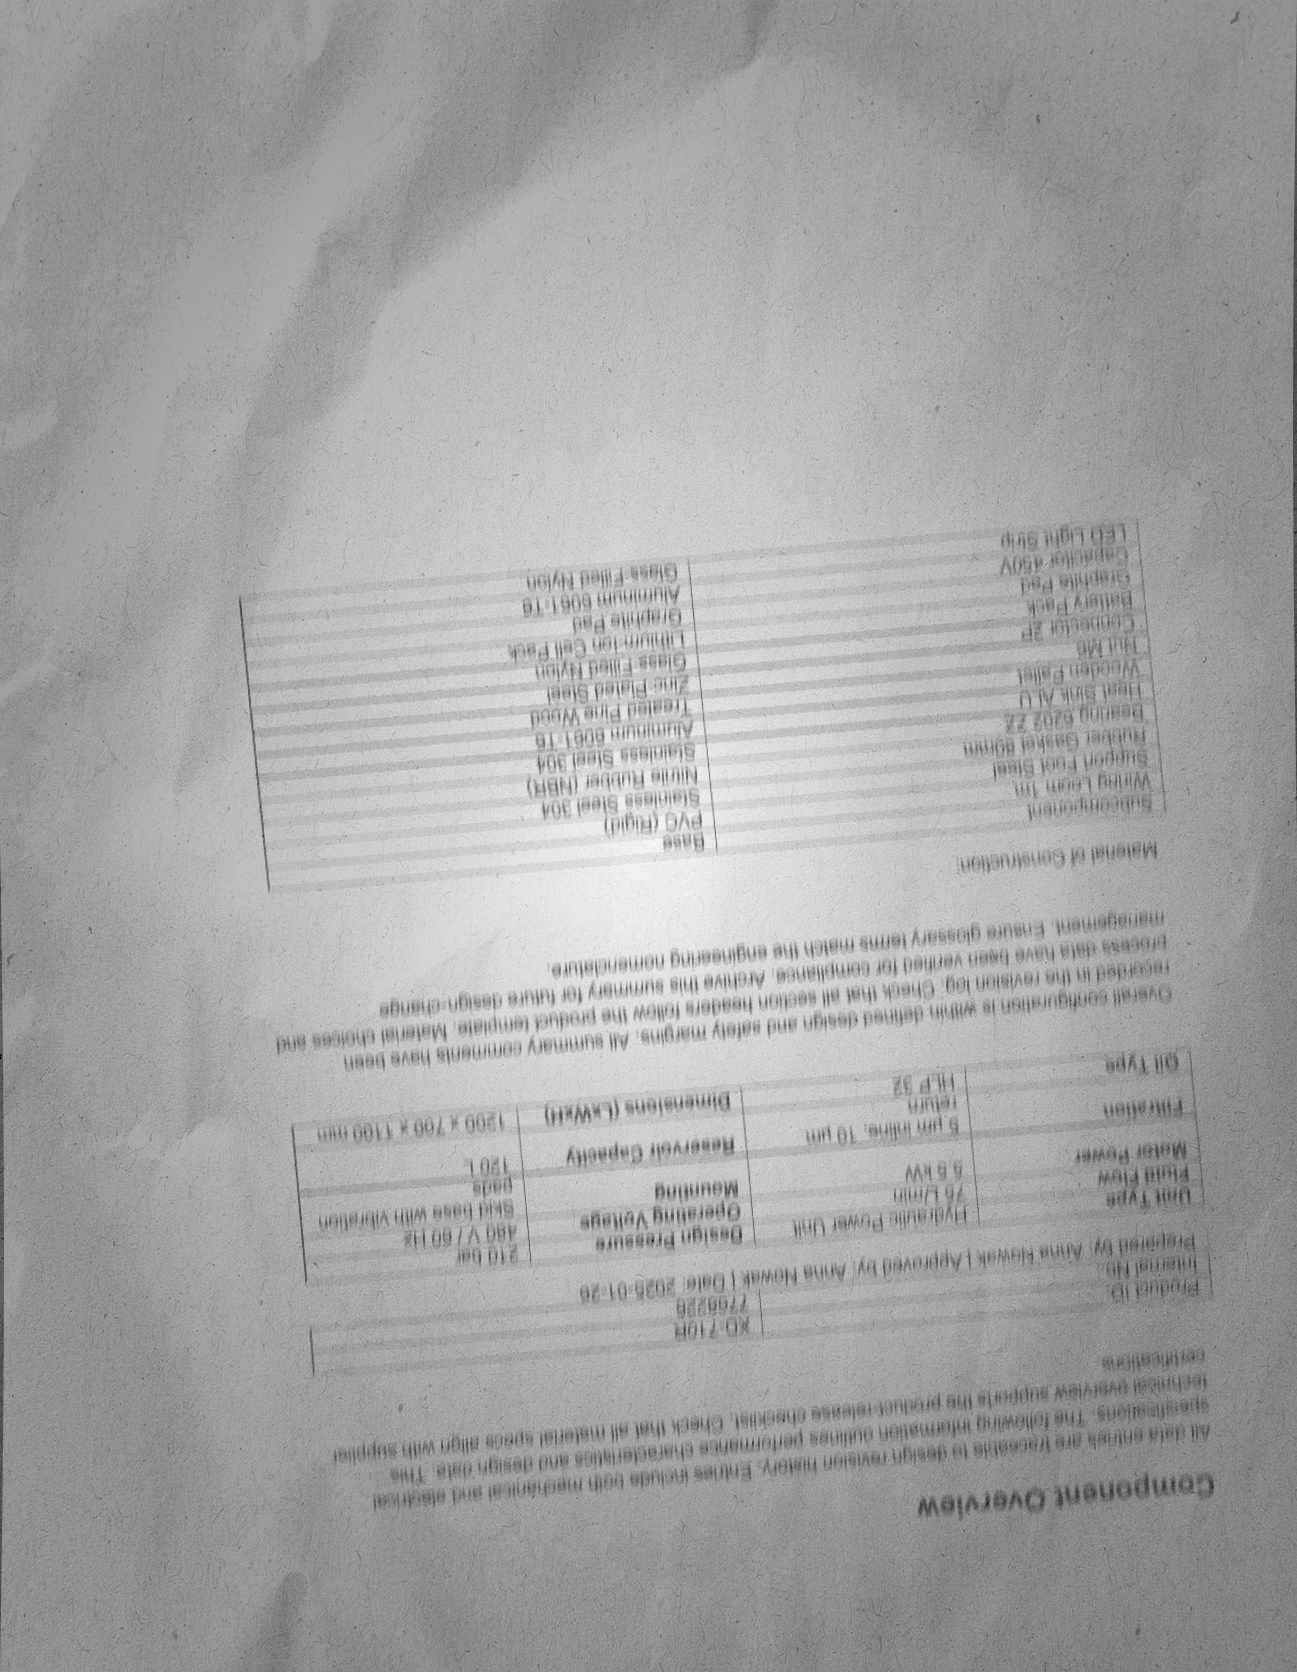 Component Overview
All data entries are traceable to design revision history. Entries include both mechanical and electrical
specifications. The following information outlines performance characteristics and design data. This
technical overview supports the product release checklist. Check that all material specs align with supplier
certifications.
Product ID: XD-710R
Internal No.: 7768226
Prepared by: Anna Nowak | Approved by: Anna Nowak | Date: 2025-01-26
Unit Type Hydraulic Power Unit Design Pressure 210 bar
Fluid Flow 75 L/min Operating Voltage 480 V / 60 Hz
Motor Power 5.5 kW Mounting Skid base with vibration
pads
Filtration 5 µm inline, 10 µm Reservoir Capacity 120 L
return
Oil Type HLP 32 Dimensions (LxWxH) 1200 x 700 x 1100 mm
Overall configuration is within defined design and safety margins. All summary comments have been
recorded in the revision log. Check that all section headers follow the product template. Material choices and
process data have been verified for compliance. Archive this summary for future design-change
management. Ensure glossary terms match the engineering nomenclature.
Material of Construction:
Subcomponent Base
Wiring Loom 1m PVC (Rigid)
Support Foot Steel Stainless Steel 304
Rubber Gasket 60mm Nitrile Rubber (NBR)
Bearing 6202 ZZ Stainless Steel 304
Heat Sink ALU Aluminum 6061-T6
Wooden Pallet Treated Pine Wood
Nut M6 Zinc-Plated Steel
Connector 2P Glass-Filled Nylon
Battery Pack Lithium-Ion Cell Pack
Graphite Pad Graphite Pad
Capacitor 450V Aluminum 6061-T6
LED Light Strip Glass-Filled Nylon